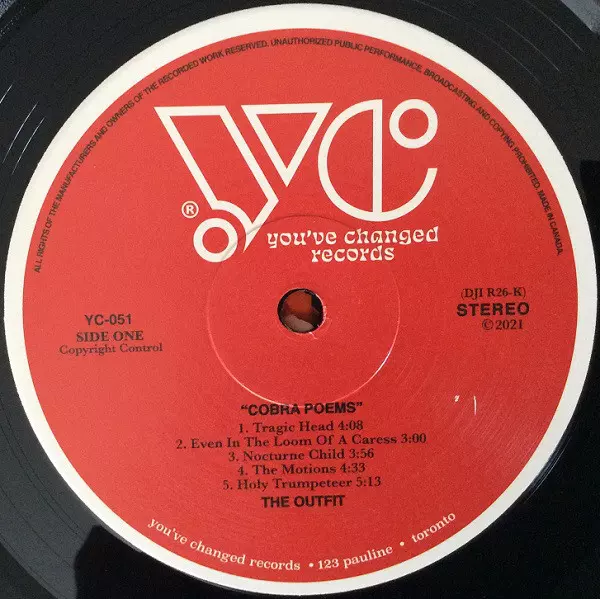 ALL RIGHTS OF THE MANUFACTURERS AND OWNERS OF THE RECORDED WORK RESERVED. UNAUTHORIZED PUBLIC PERFORMANCE, BROADCASTING AND COPYING PROHIBITED. MADE IN CANADA.
yc
®
you've changed
records
YC-051
SIDE ONE
Copyright Control
(DJI R26-K)
STEREO
©2021
"COBRA POEMS"
1. Tragic Head 4:08
2. Even In The Loom Of A Caress 3:00
3. Nocturne Child 3:56
4. The Motions 4:33
5. Holy Trumpeteer 5:13
THE OUTFIT
you've changed records • 123 pauline • toronto